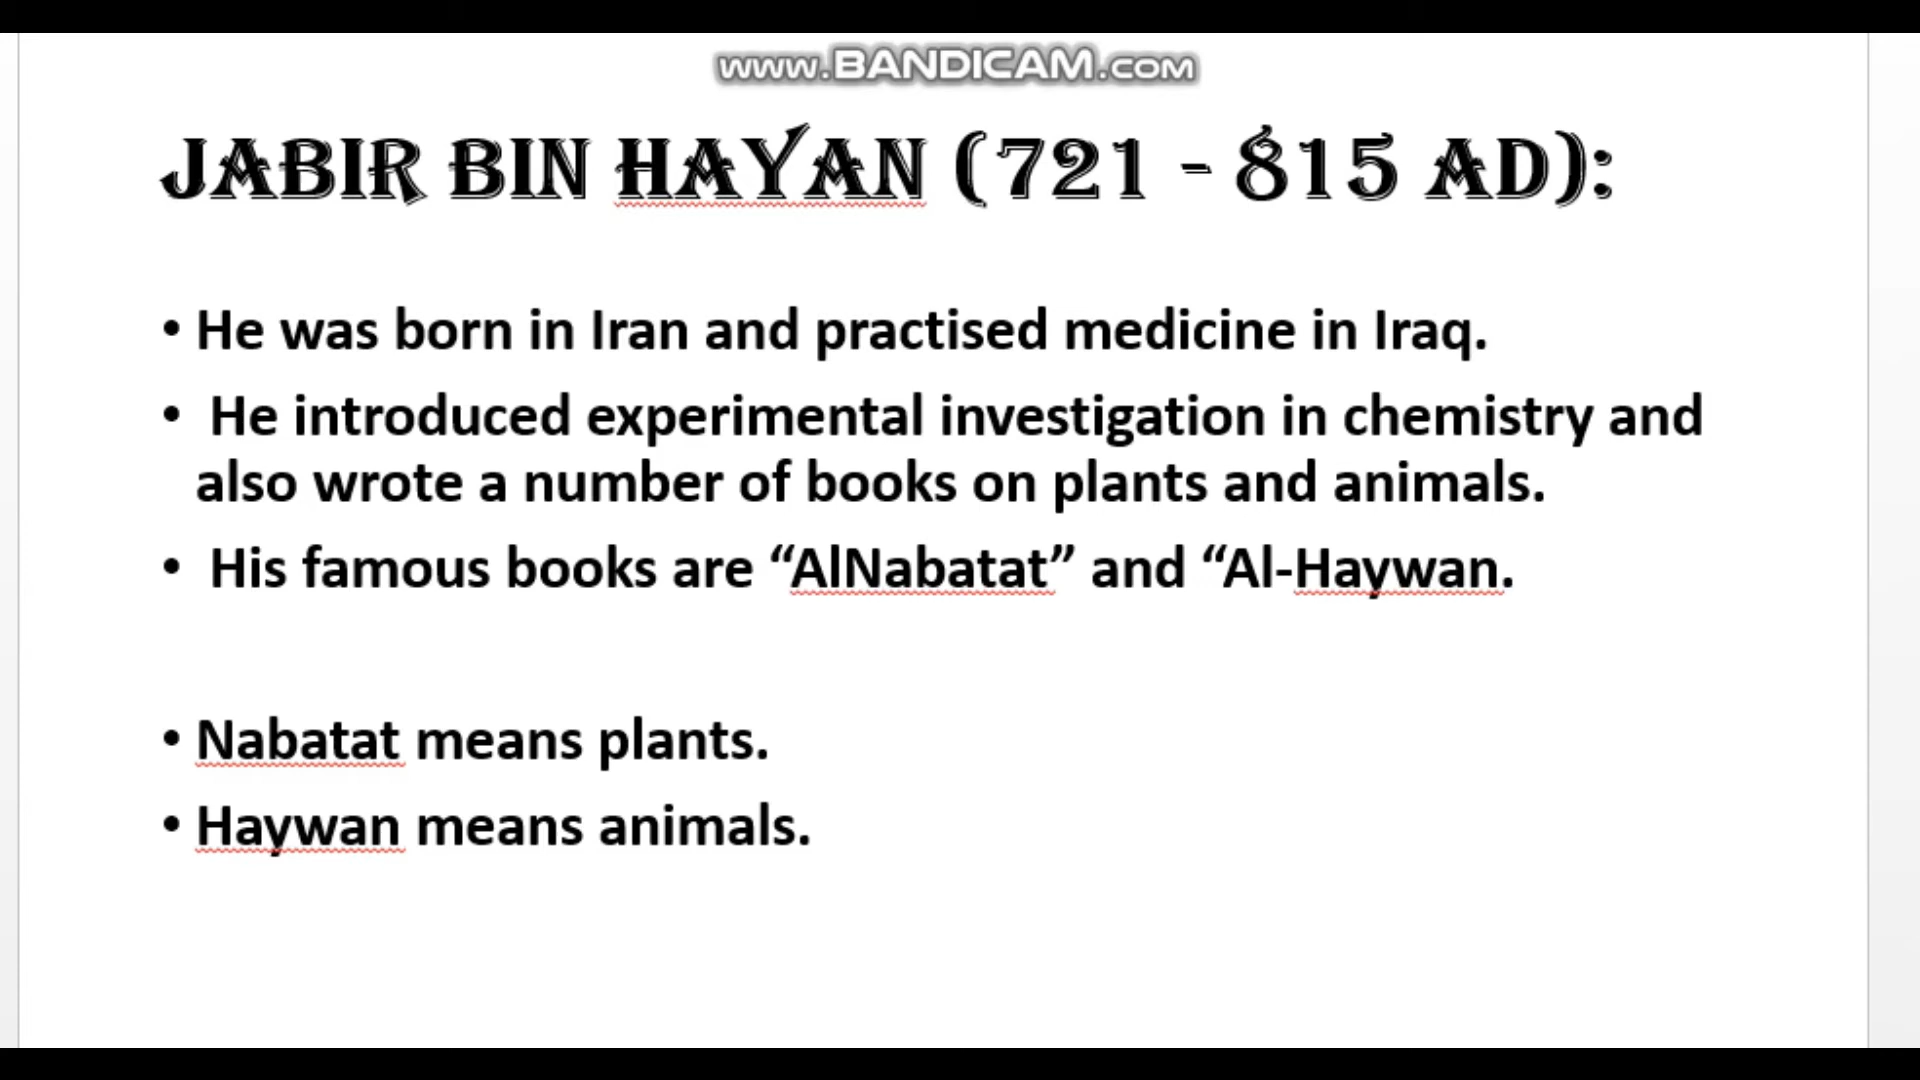 www.BANDICAM.com
JABIR BIN HAYAN (721 - 815 AD):
• He was born in Iran and practised medicine in Iraq.
• He introduced experimental investigation in chemistry and
also wrote a number of books on plants and animals.
• His famous books are “AlNabatat” and “Al-Haywan.
• Nabatat means plants.
• Haywan means animals.